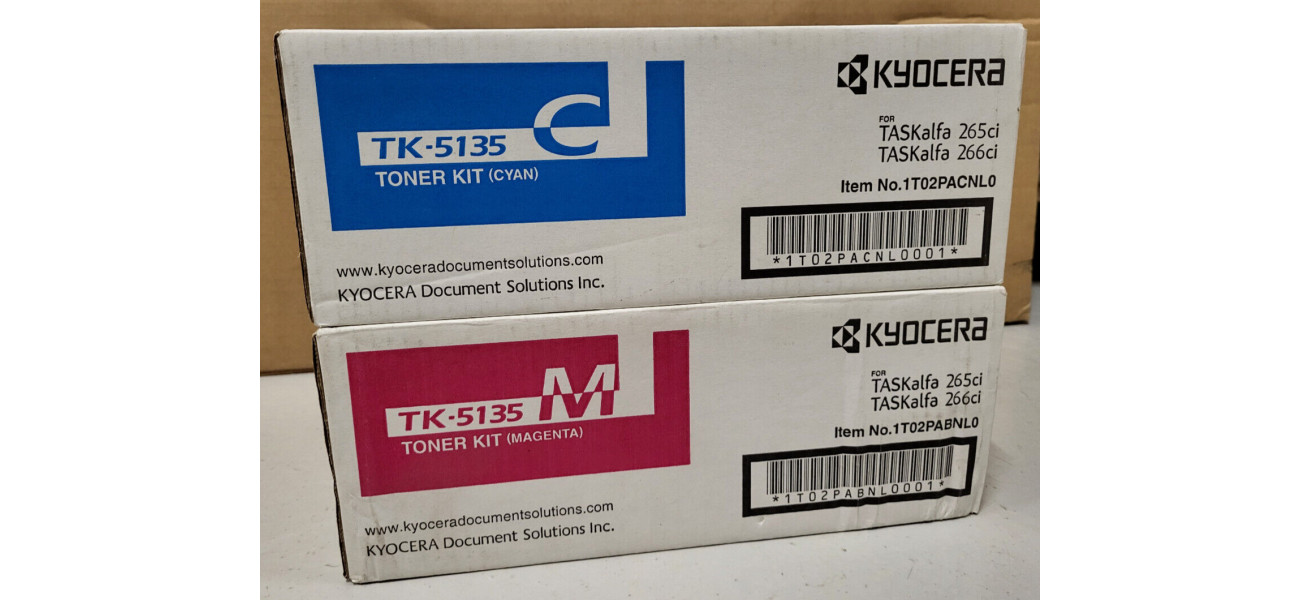 KYOCERA
C
TK-5135
TONER KIT (CYAN)
FOR
TASKalfa 265ci
TASKalfa 266ci
Item No.1T02PACNL0
*1T02PACNL0001*
www.kyoceradocumentsolutions.com
KYOCERA Document Solutions Inc.
KYOCERA
M
TK-5135
TONER KIT (MAGENTA)
FOR
TASKalfa 265ci
TASKalfa 266ci
Item No.1T02PABNL0
*1T02PABNL0001*
www.kyoceradocumentsolutions.com
KYOCERA Document Solutions Inc.